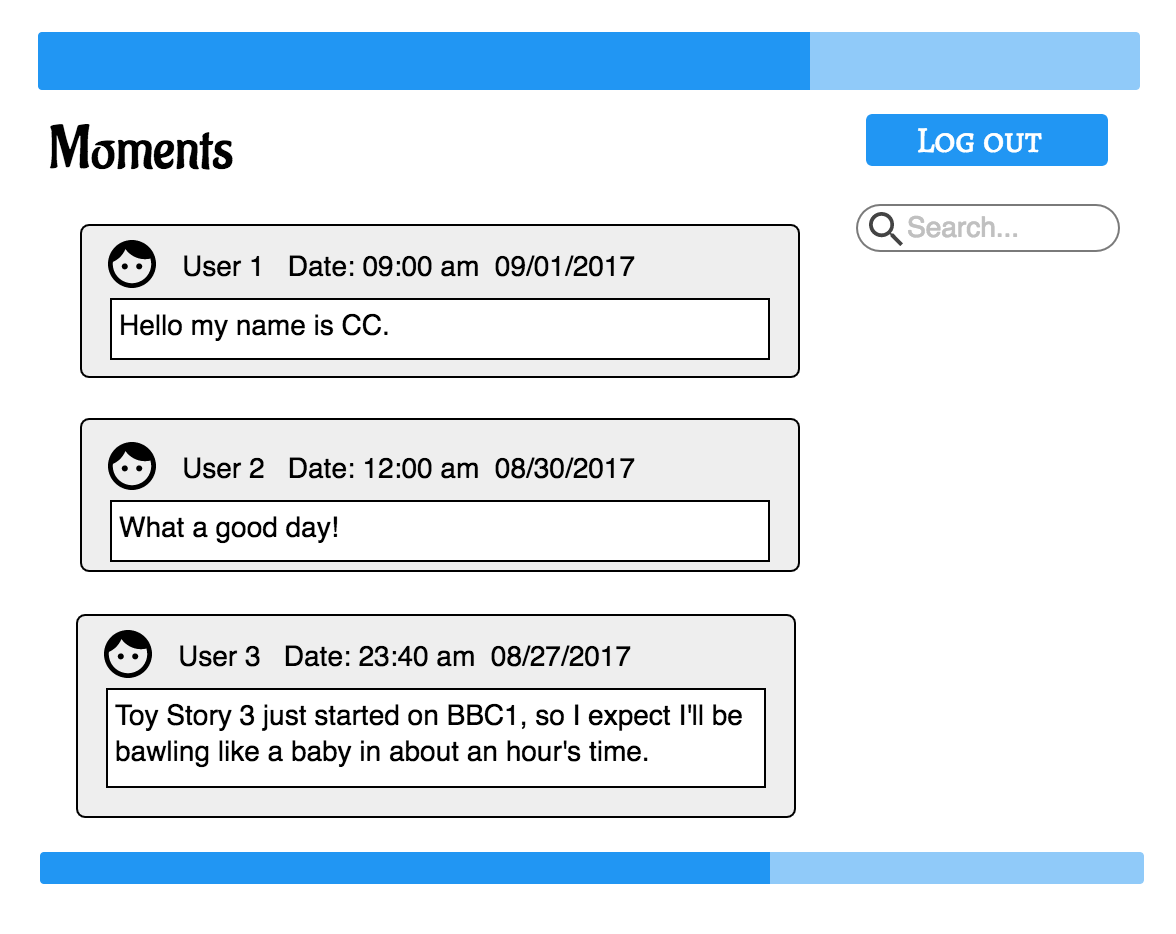 Moments
LOG OUT
Search...
User 1 Date: 09:00 am 09/01/2017
Hello my name is CC.
User 2 Date: 12:00 am 08/30/2017
What a good day!
User 3 Date: 23:40 am 08/27/2017
Toy Story 3 just started on BBC1, so I expect I'll be
bawling like a baby in about an hour's time.